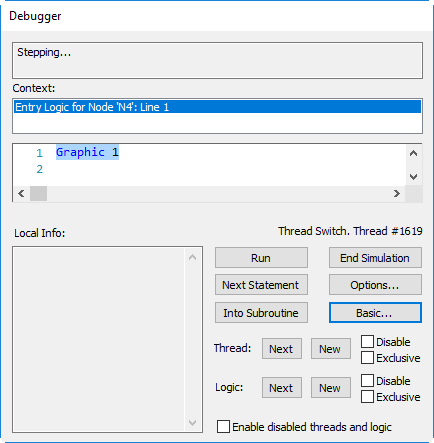 Debugger
Stepping...
Context:
Entry Logic for Node 'N4': Line 1
1 Graphic 1
2
Local Info:
Thread Switch. Thread #1619
Run End Simulation
Next Statement Options...
Into Subroutine Basic...
Thread: Next New Disable
Exclusive
Logic: Next New Disable
Exclusive
Enable disabled threads and logic